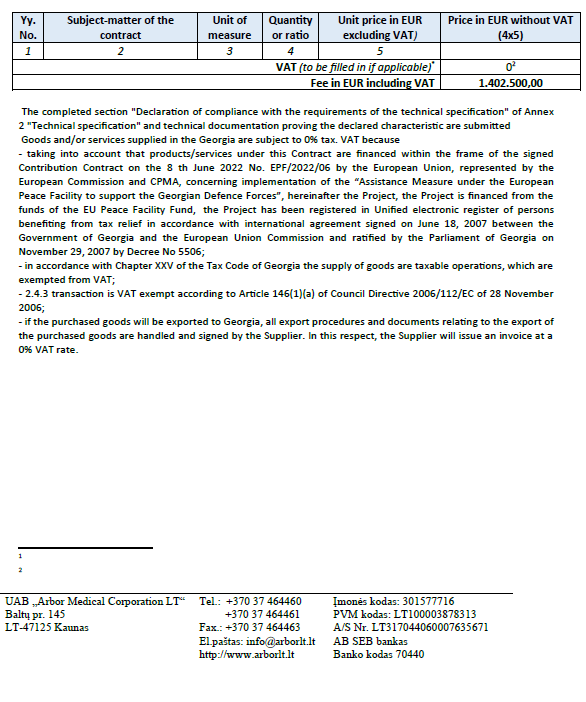 Yy. No. Subject-matter of the contract Unit of measure Quantity or ratio Unit price in EUR excluding VAT) Price in EUR without VAT (4x5)
1 2 3 4 5
VAT (to be filled in if applicable)* 0²
Fee in EUR including VAT 1.402.500,00
The completed section "Declaration of compliance with the requirements of the technical specification" of Annex
2 "Technical specification" and technical documentation proving the declared characteristic are submitted
Goods and/or services supplied in the Georgia are subject to 0% tax. VAT because
- taking into account that products/services under this Contract are financed within the frame of the signed
Contribution Contract on the 8 th June 2022 No. EPF/2022/06 by the European Union, represented by the
European Commission and CPMA, concerning implementation of the “Assistance Measure under the European
Peace Facility to support the Georgian Defence Forces”, hereinafter the Project, the Project is financed from the
funds of the EU Peace Facility Fund, the Project has been registered in Unified electronic register of persons
benefiting from tax relief in accordance with international agreement signed on June 18, 2007 between the
Government of Georgia and the European Union Commission and ratified by the Parliament of Georgia on
November 29, 2007 by Decree No 5506;
- in accordance with Chapter XXV of the Tax Code of Georgia the supply of goods are taxable operations, which are
exempted from VAT;
- 2.4.3 transaction is VAT exempt according to Article 146(1)(a) of Council Directive 2006/112/EC of 28 November
2006;
- if the purchased goods will be exported to Georgia, all export procedures and documents relating to the export of
the purchased goods are handled and signed by the Supplier. In this respect, the Supplier will issue an invoice at a
0% VAT rate.
1
2
UAB „Arbor Medical Corporation LT“ Tel.: +370 37 464460 Įmonės kodas: 301577716
Baltų pr. 145 +370 37 464461 PVM kodas: LT100003878313
LT-47125 Kaunas Fax.: +370 37 464463 A/S Nr. LT317044060007635671
El.paštas: info@arborlt.lt AB SEB bankas
http://www.arborlt.lt Banko kodas 70440